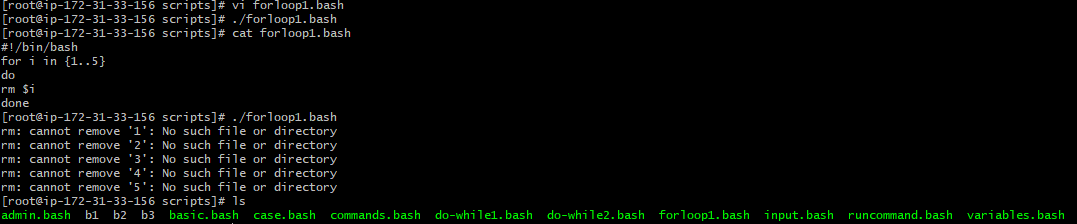 [root@ip-172-31-33-156 scripts]# vi forloop1.bash
[root@ip-172-31-33-156 scripts]# ./forloop1.bash
[root@ip-172-31-33-156 scripts]# cat forloop1.bash
#!/bin/bash
for i in {1..5}
do
rm $i
done
[root@ip-172-31-33-156 scripts]# ./forloop1.bash
rm: cannot remove '1': No such file or directory
rm: cannot remove '2': No such file or directory
rm: cannot remove '3': No such file or directory
rm: cannot remove '4': No such file or directory
rm: cannot remove '5': No such file or directory
[root@ip-172-31-33-156 scripts]# ls
admin.bash b1 b2 b3 basic.bash case.bash commands.bash do-while1.bash do-while2.bash forloop1.bash input.bash runcommand.bash variables.bash